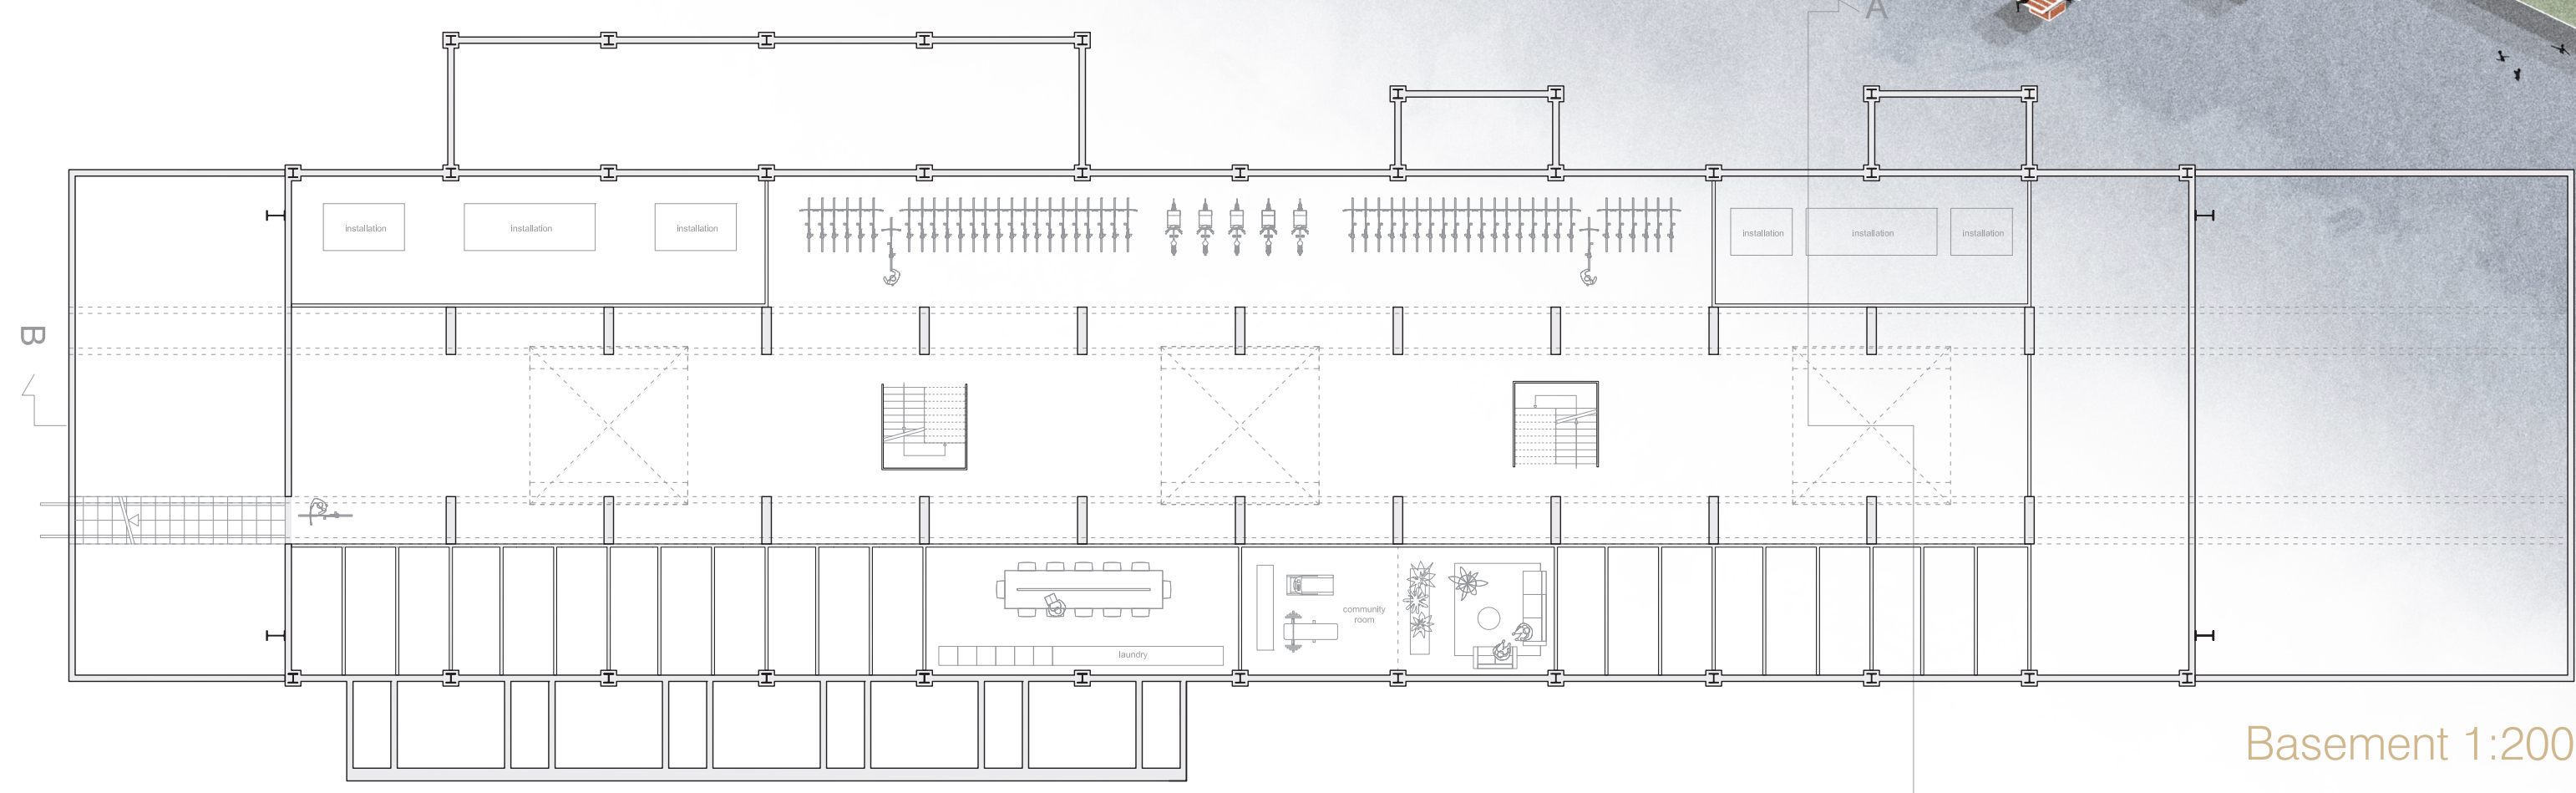 A
installation
installation
installation
installation
installation
installation
B
community
room
laundry
Basement 1:200